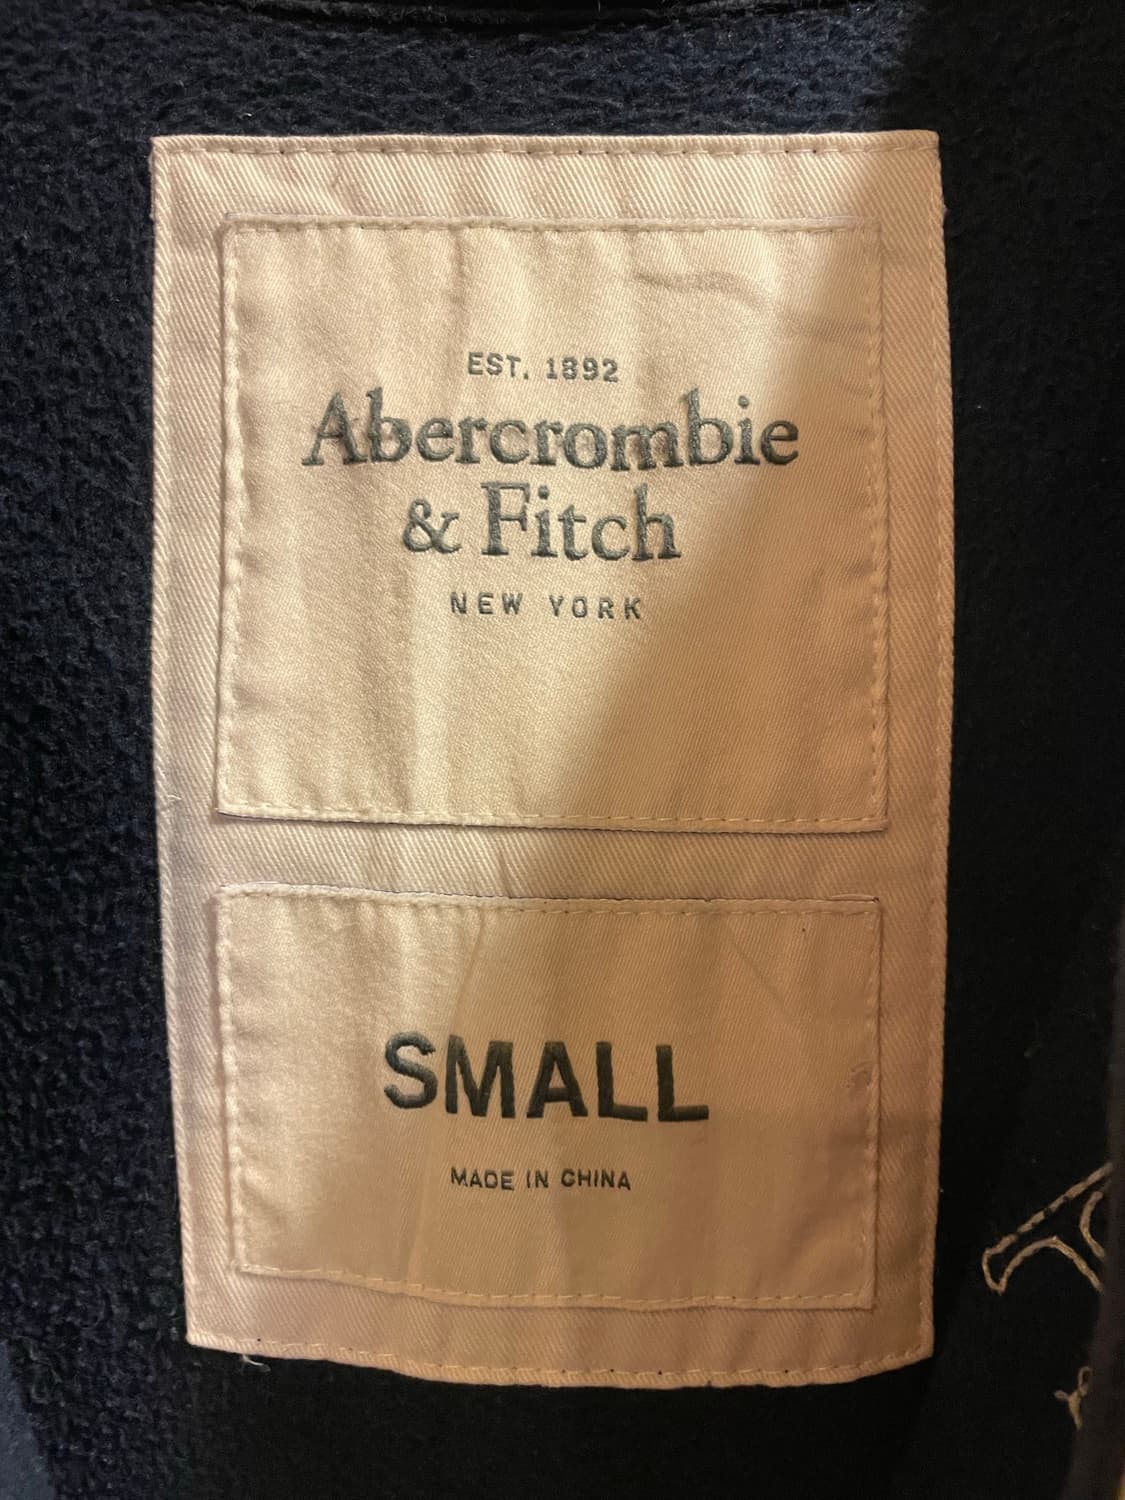 EST. 1892
Abercrombie
& Fitch
NEW YORK
SMALL
MADE IN CHINA